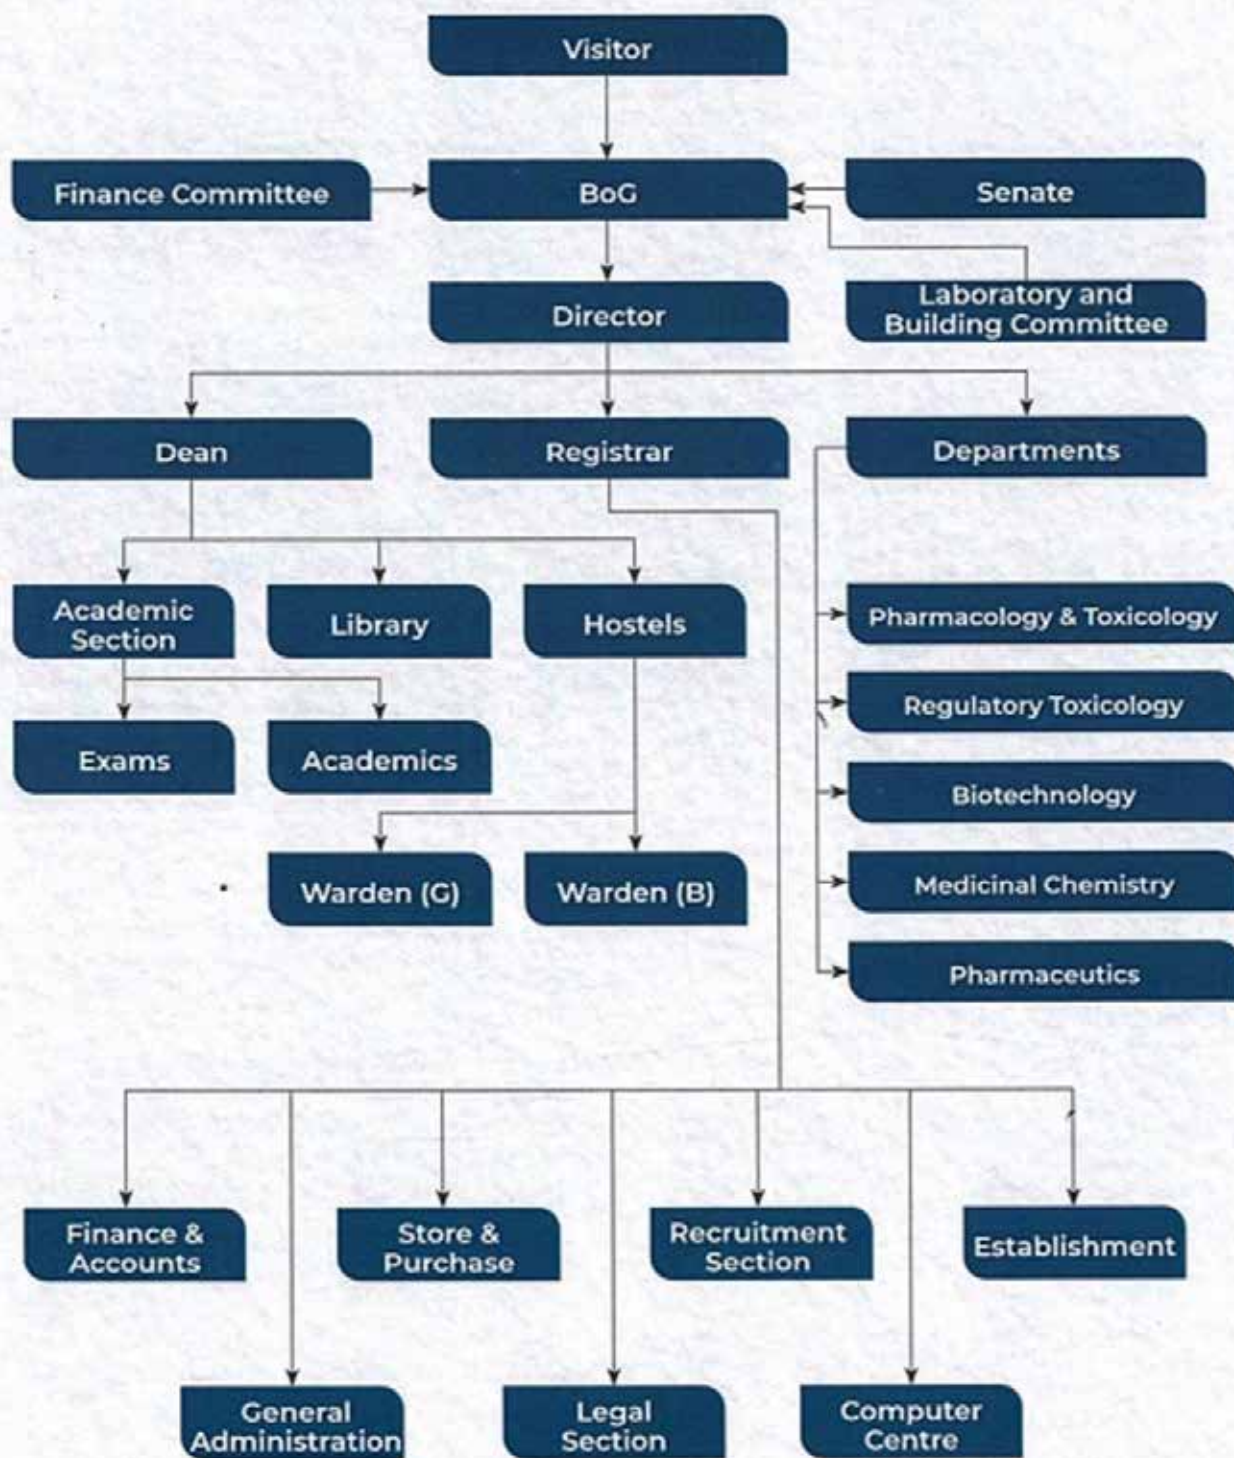 Visitor
Finance Committee
BoG
Senate
Director
Laboratory and
Building Committee
Dean
Registrar
Departments
Academic
Section
Library
Hostels
Pharmacology & Toxicology
Regulatory Toxicology
Exams
Academics
Biotechnology
Warden (G)
Warden (B)
Medicinal Chemistry
Pharmaceutics
Finance &
Accounts
Store &
Purchase
Recruitment
Section
Establishment
General
Administration
Legal
Section
Computer
Centre